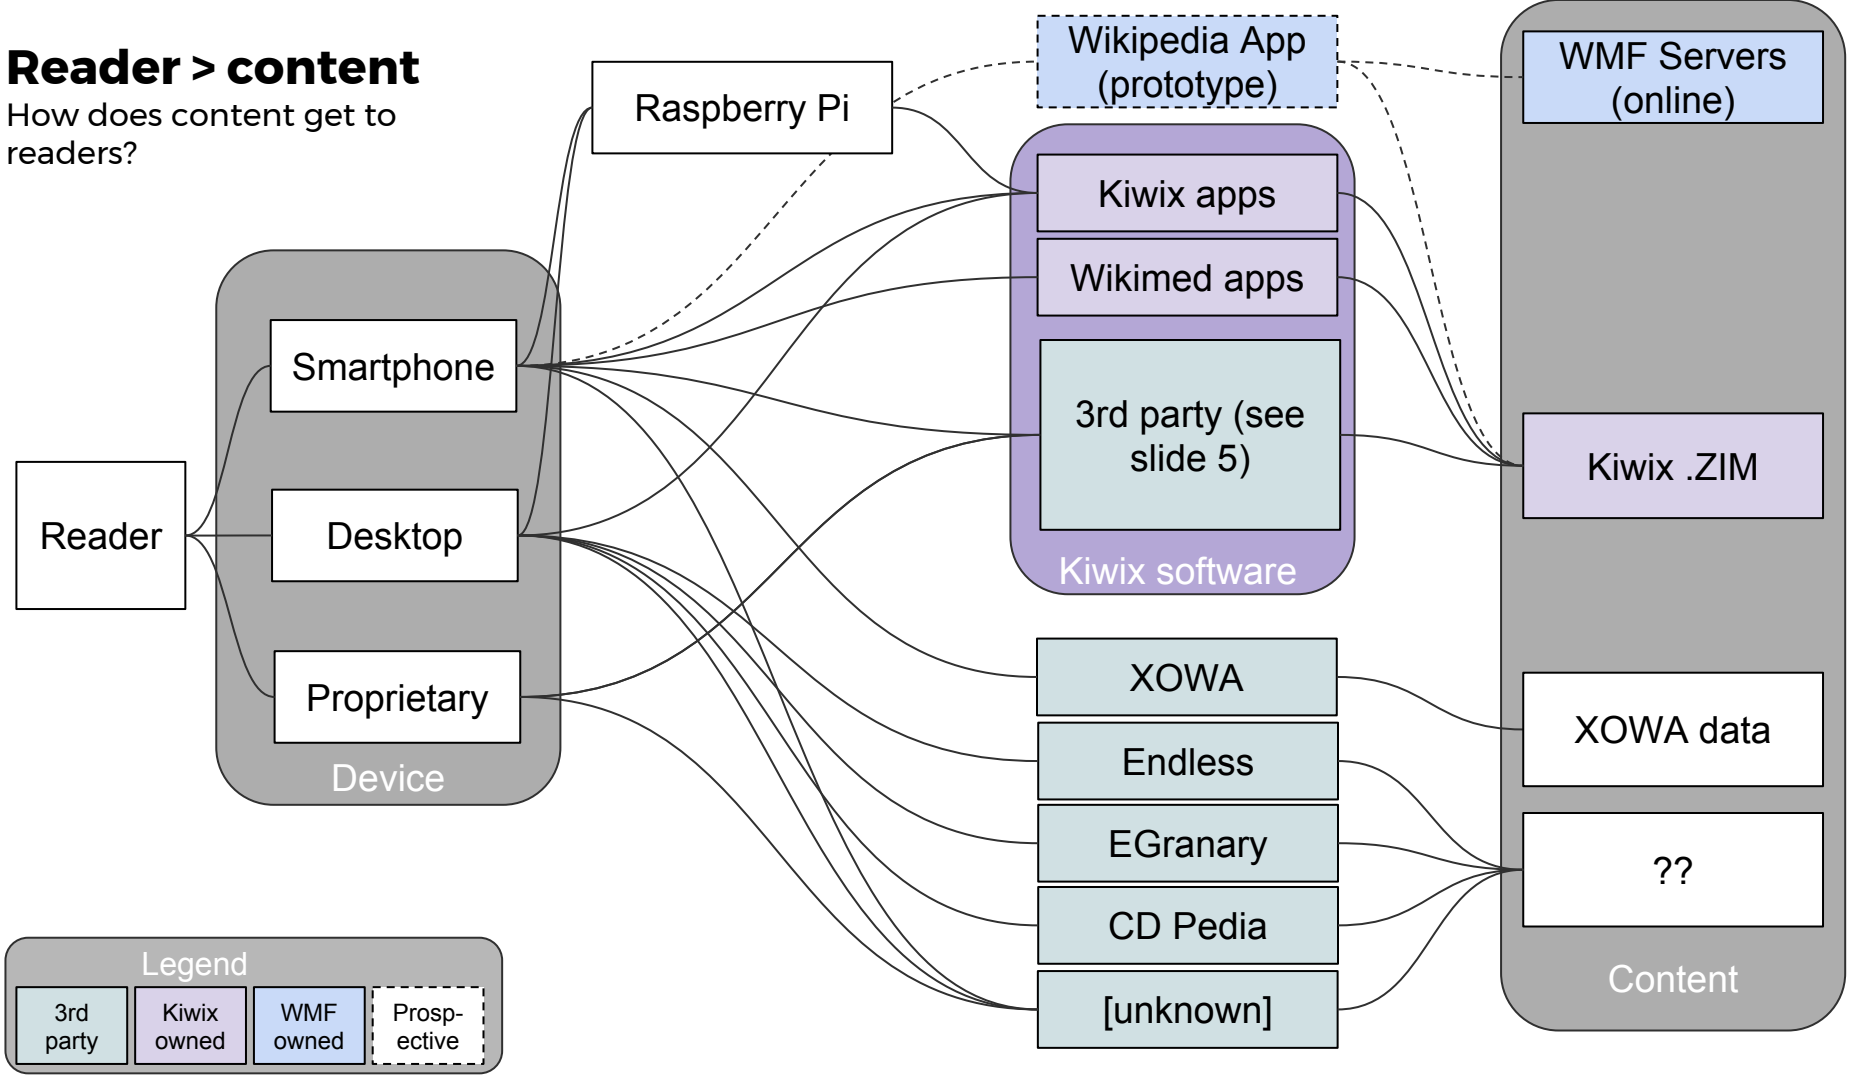 Reader > content
How does content get to
readers?
Raspberry Pi
Wikipedia App
(prototype)
WMF Servers
(online)
Kiwix apps
Wikimed apps
3rd party (see
slide 5)
Kiwix software
Smartphone
Reader
Desktop
Proprietary
Device
Kiwix .ZIM
XOWA
Endless
EGranary
CD Pedia
[unknown]
XOWA data
??
Content
Legend
3rd
party
Kiwix
owned
WMF
owned
Prosp-
ective